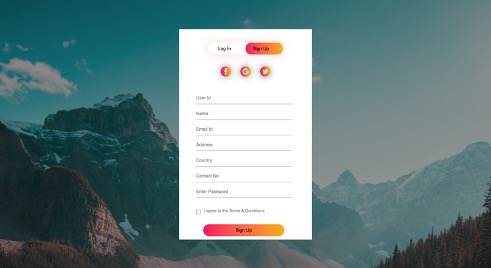 Log In
Sign Up
User Id
Name
Email Id
Address
Country
Contact No
Enter Password
I agree to the Terms & Conditions
Sign Up